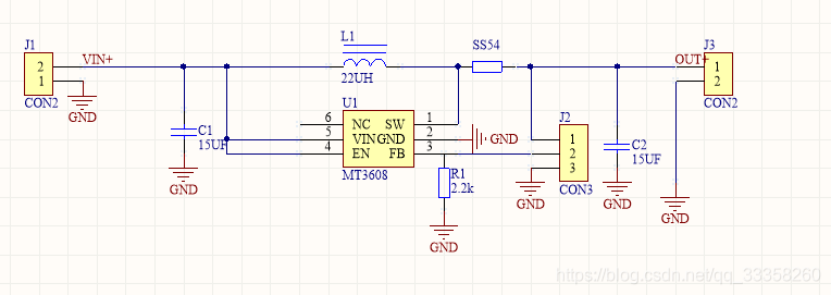 J1
2
1
CON2
VIN+
GND
C1
15UF
GND
L1
22UH
U1
6
5
4
NC
VIN
EN
SW
GND
FB
1
2
3
MT3608
GND
R1
2.2k
GND
SS54
J2
1
2
3
CON3
GND
C2
15UF
GND
OUT+
J3
1
2
CON2
GND
https://blog.csdn.net/qq_33358260